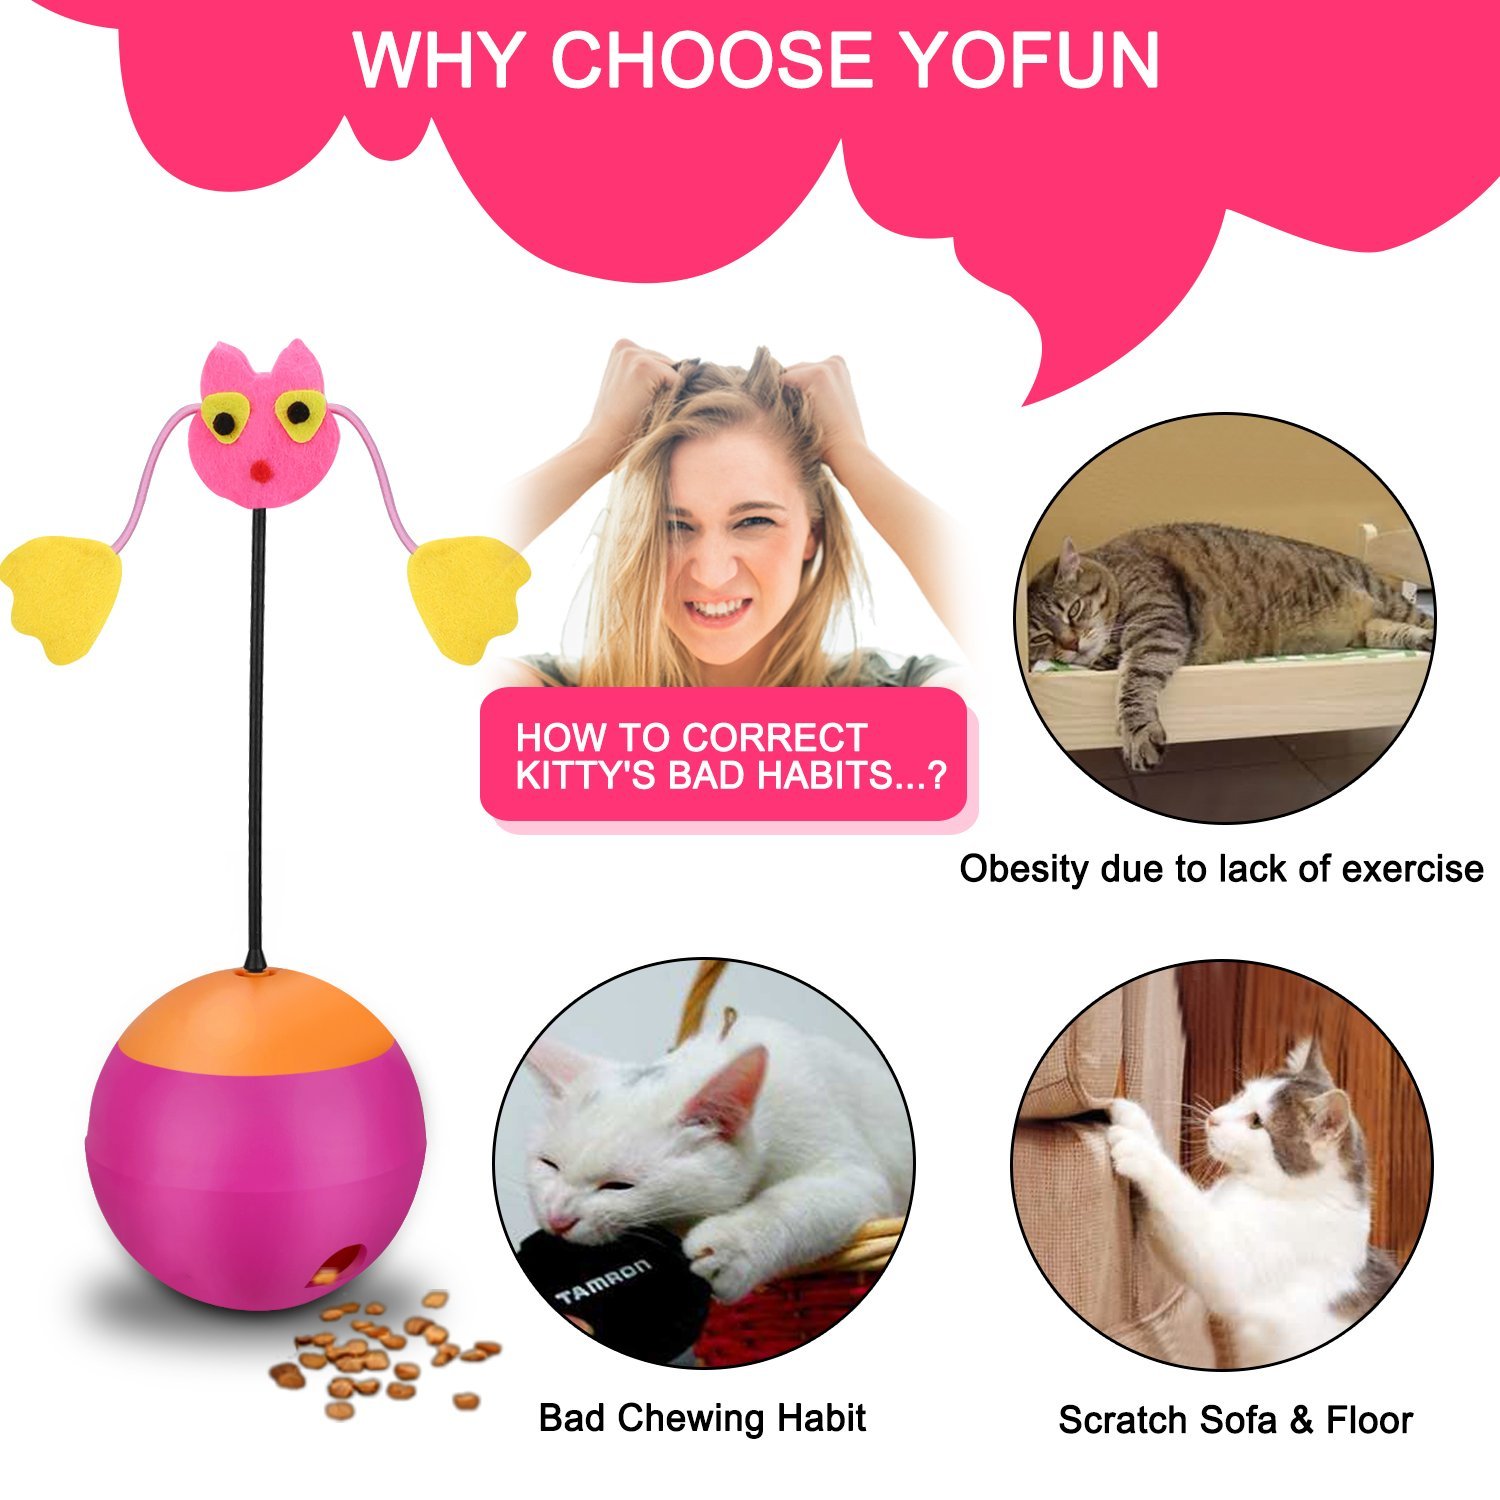 WHY CHOOSE YOFUN
HOW TO CORRECT
KITTY'S BAD HABITS...?
Obesity due to lack of exercise
TAMRON
Bad Chewing Habit
Scratch Sofa & Floor